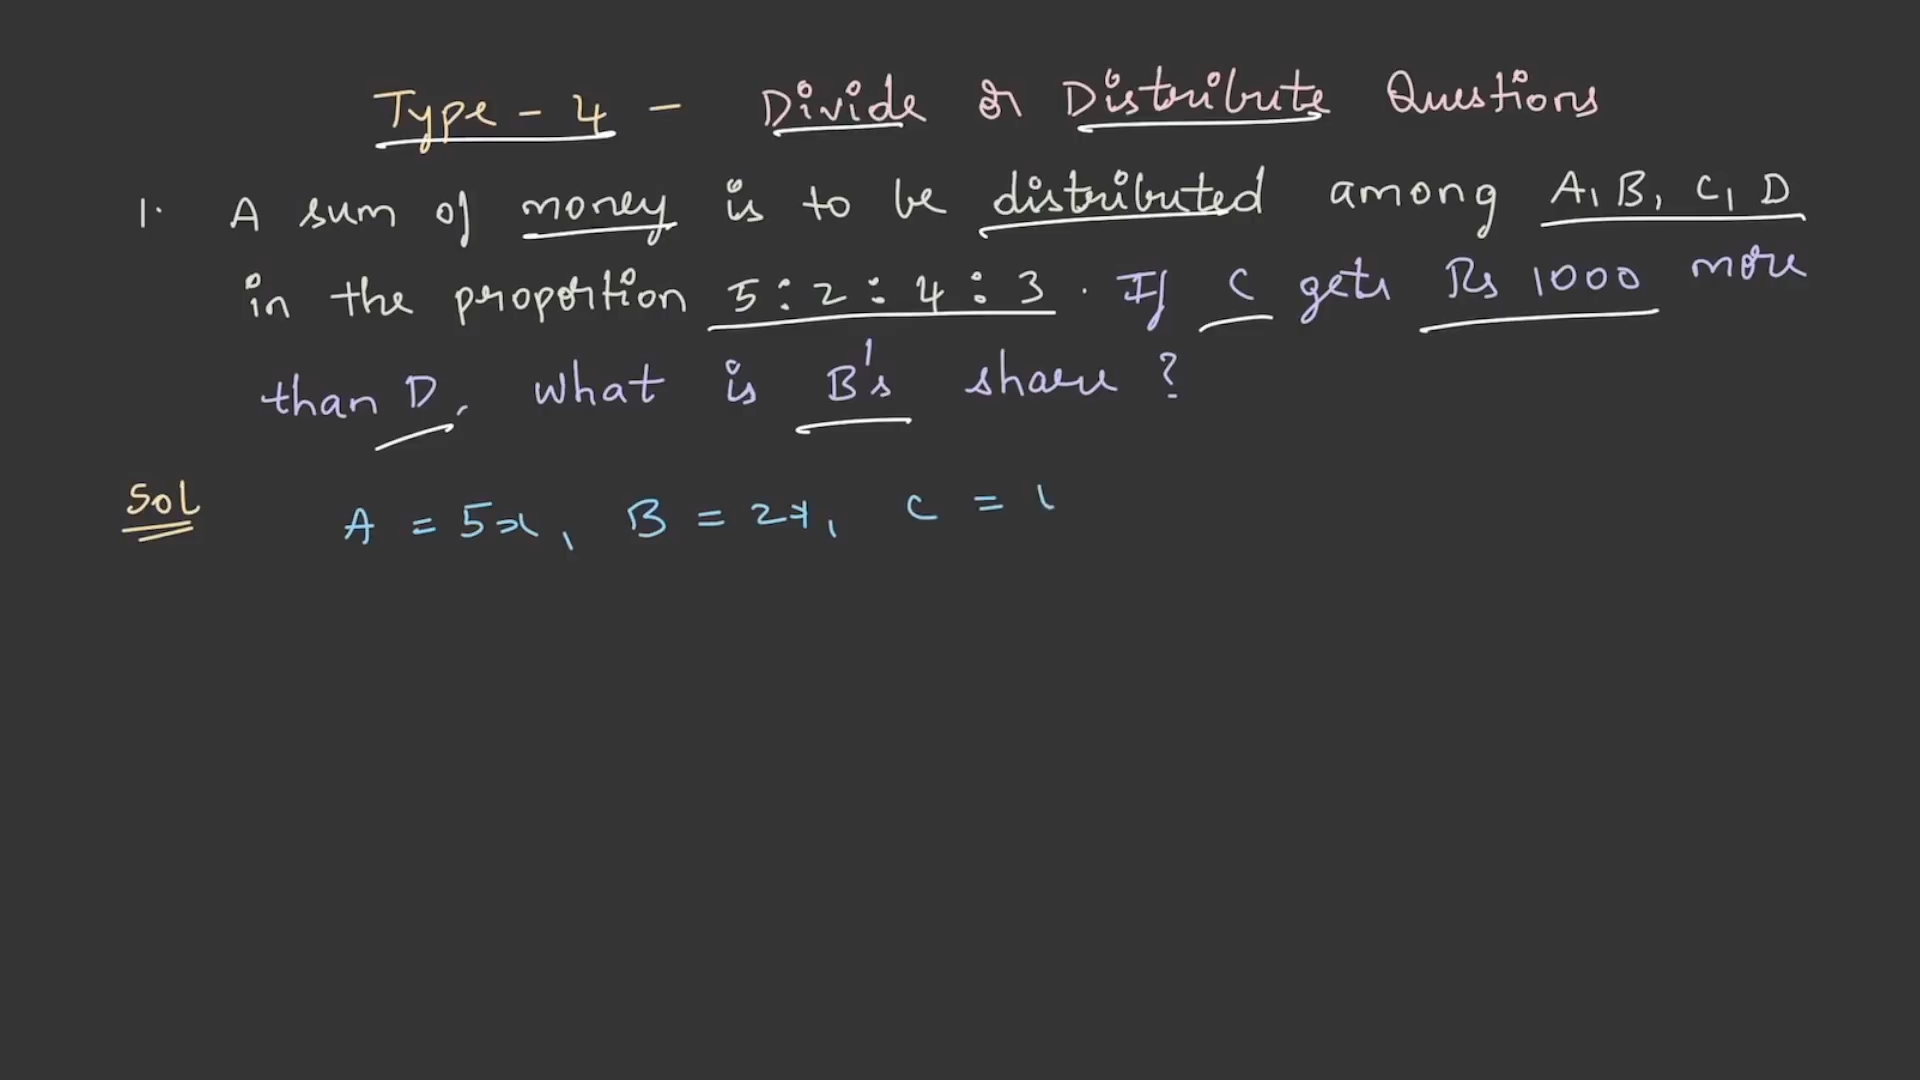 Type - 4 - Divide or Distribute Questions
1. A sum of money is to be distributed among A, B, C, D
in the proportion 5 : 2 : 4 : 3 . If C gets Rs 1000 more
than D, what is B's share ?
Sol A = 5x, B = 2x, C =